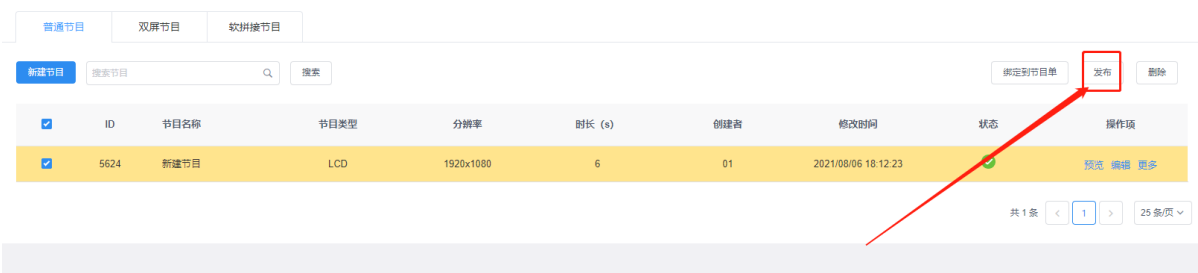 普通节目 双屏节目 软拼接节目
新建节目 搜索节目 搜索 绑定到节目单 发布 删除
ID 节目名称 节目类型 分辨率 时长（s） 创建者 修改时间 状态 操作项
5624 新建节目 LCD 1920x1080 6 01 2021/08/06 18:12:23 预览 编辑 更多
共 1 条 < 1 > 25 条/页